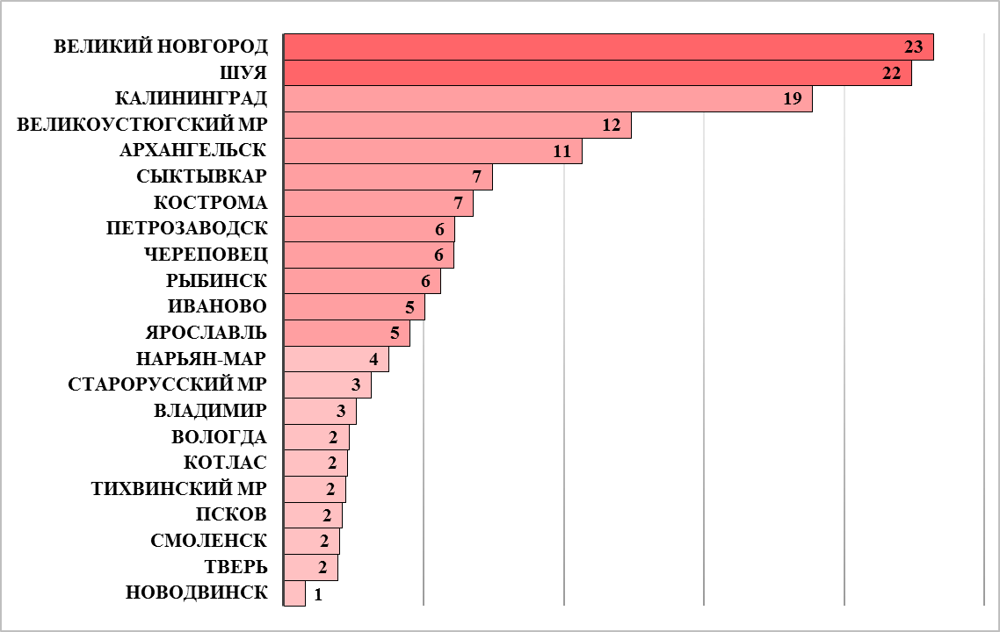 ВЕЛИКИЙ НОВГОРОД 23
ШУЯ 22
КАЛИНИНГРАД 19
ВЕЛИКОУСТЮГСКИЙ МР 12
АРХАНГЕЛЬСК 11
СЫКТЫВКАР 7
КОСТРОМА 7
ПЕТРОЗАВОДСК 6
ЧЕРЕПОВЕЦ 6
РЫБИНСК 6
ИВАНОВО 5
ЯРОСЛАВЛЬ 5
НАРЬЯН-МАР 4
СТАРОРУССКИЙ МР 3
ВЛАДИМИР 3
ВОЛОГДА 2
КОТЛАС 2
ТИХВИНСКИЙ МР 2
ПСКОВ 2
СМОЛЕНСК 2
ТВЕРЬ 2
НОВОДВИНСК 1